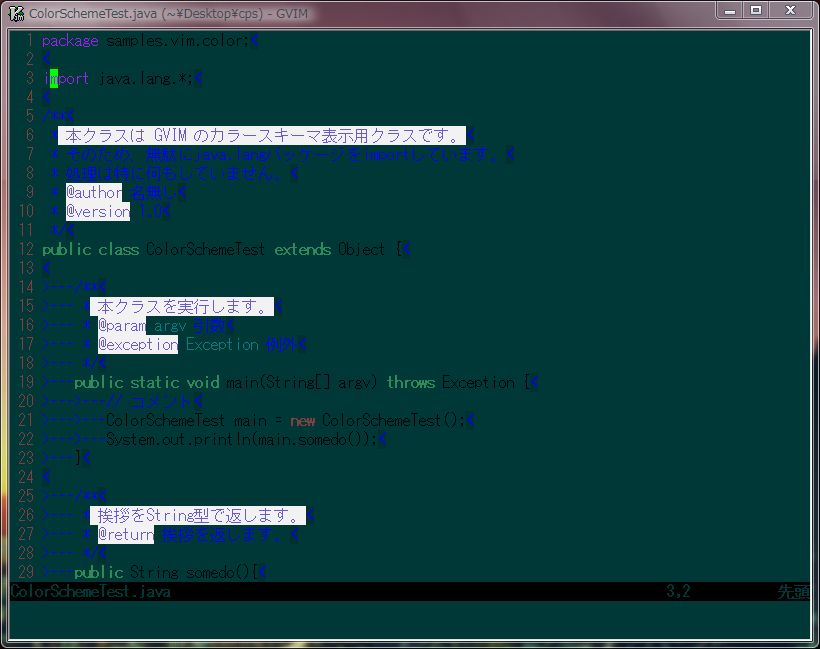 ColorSchemeTest.java (~¥Desktop¥cps) - GVIM
1 package samples.vim.color;
2
3 import java.lang.*;
4
5 /**
6 * 本クラスは GVIM のカラースキーマ表示用クラスです。
7 * そのため、無駄にjava.langパッケージをimportしています。
8 * 処理は特に何もしていません。
9 * @author 名無し
10 * @version 1.0
11 */
12 public class ColorSchemeTest extends Object {
13
14 >---/**
15 >--- * 本クラスを実行します。
16 >--- * @param argv 引数
17 >--- * @exception Exception 例外
18 >--- */
19 >---public static void main(String[] argv) throws Exception {
20 >--->---// コメント
21 >--->---ColorSchemeTest main = new ColorSchemeTest();
22 >--->---System.out.println(main.somedo());
23 >---}
24
25 >---/**
26 >--- * 挨拶をString型で返します。
27 >--- * @return 挨拶を返します。
28 >--- */
29 >---public String somedo(){
ColorSchemeTest.java 3,2 先頭